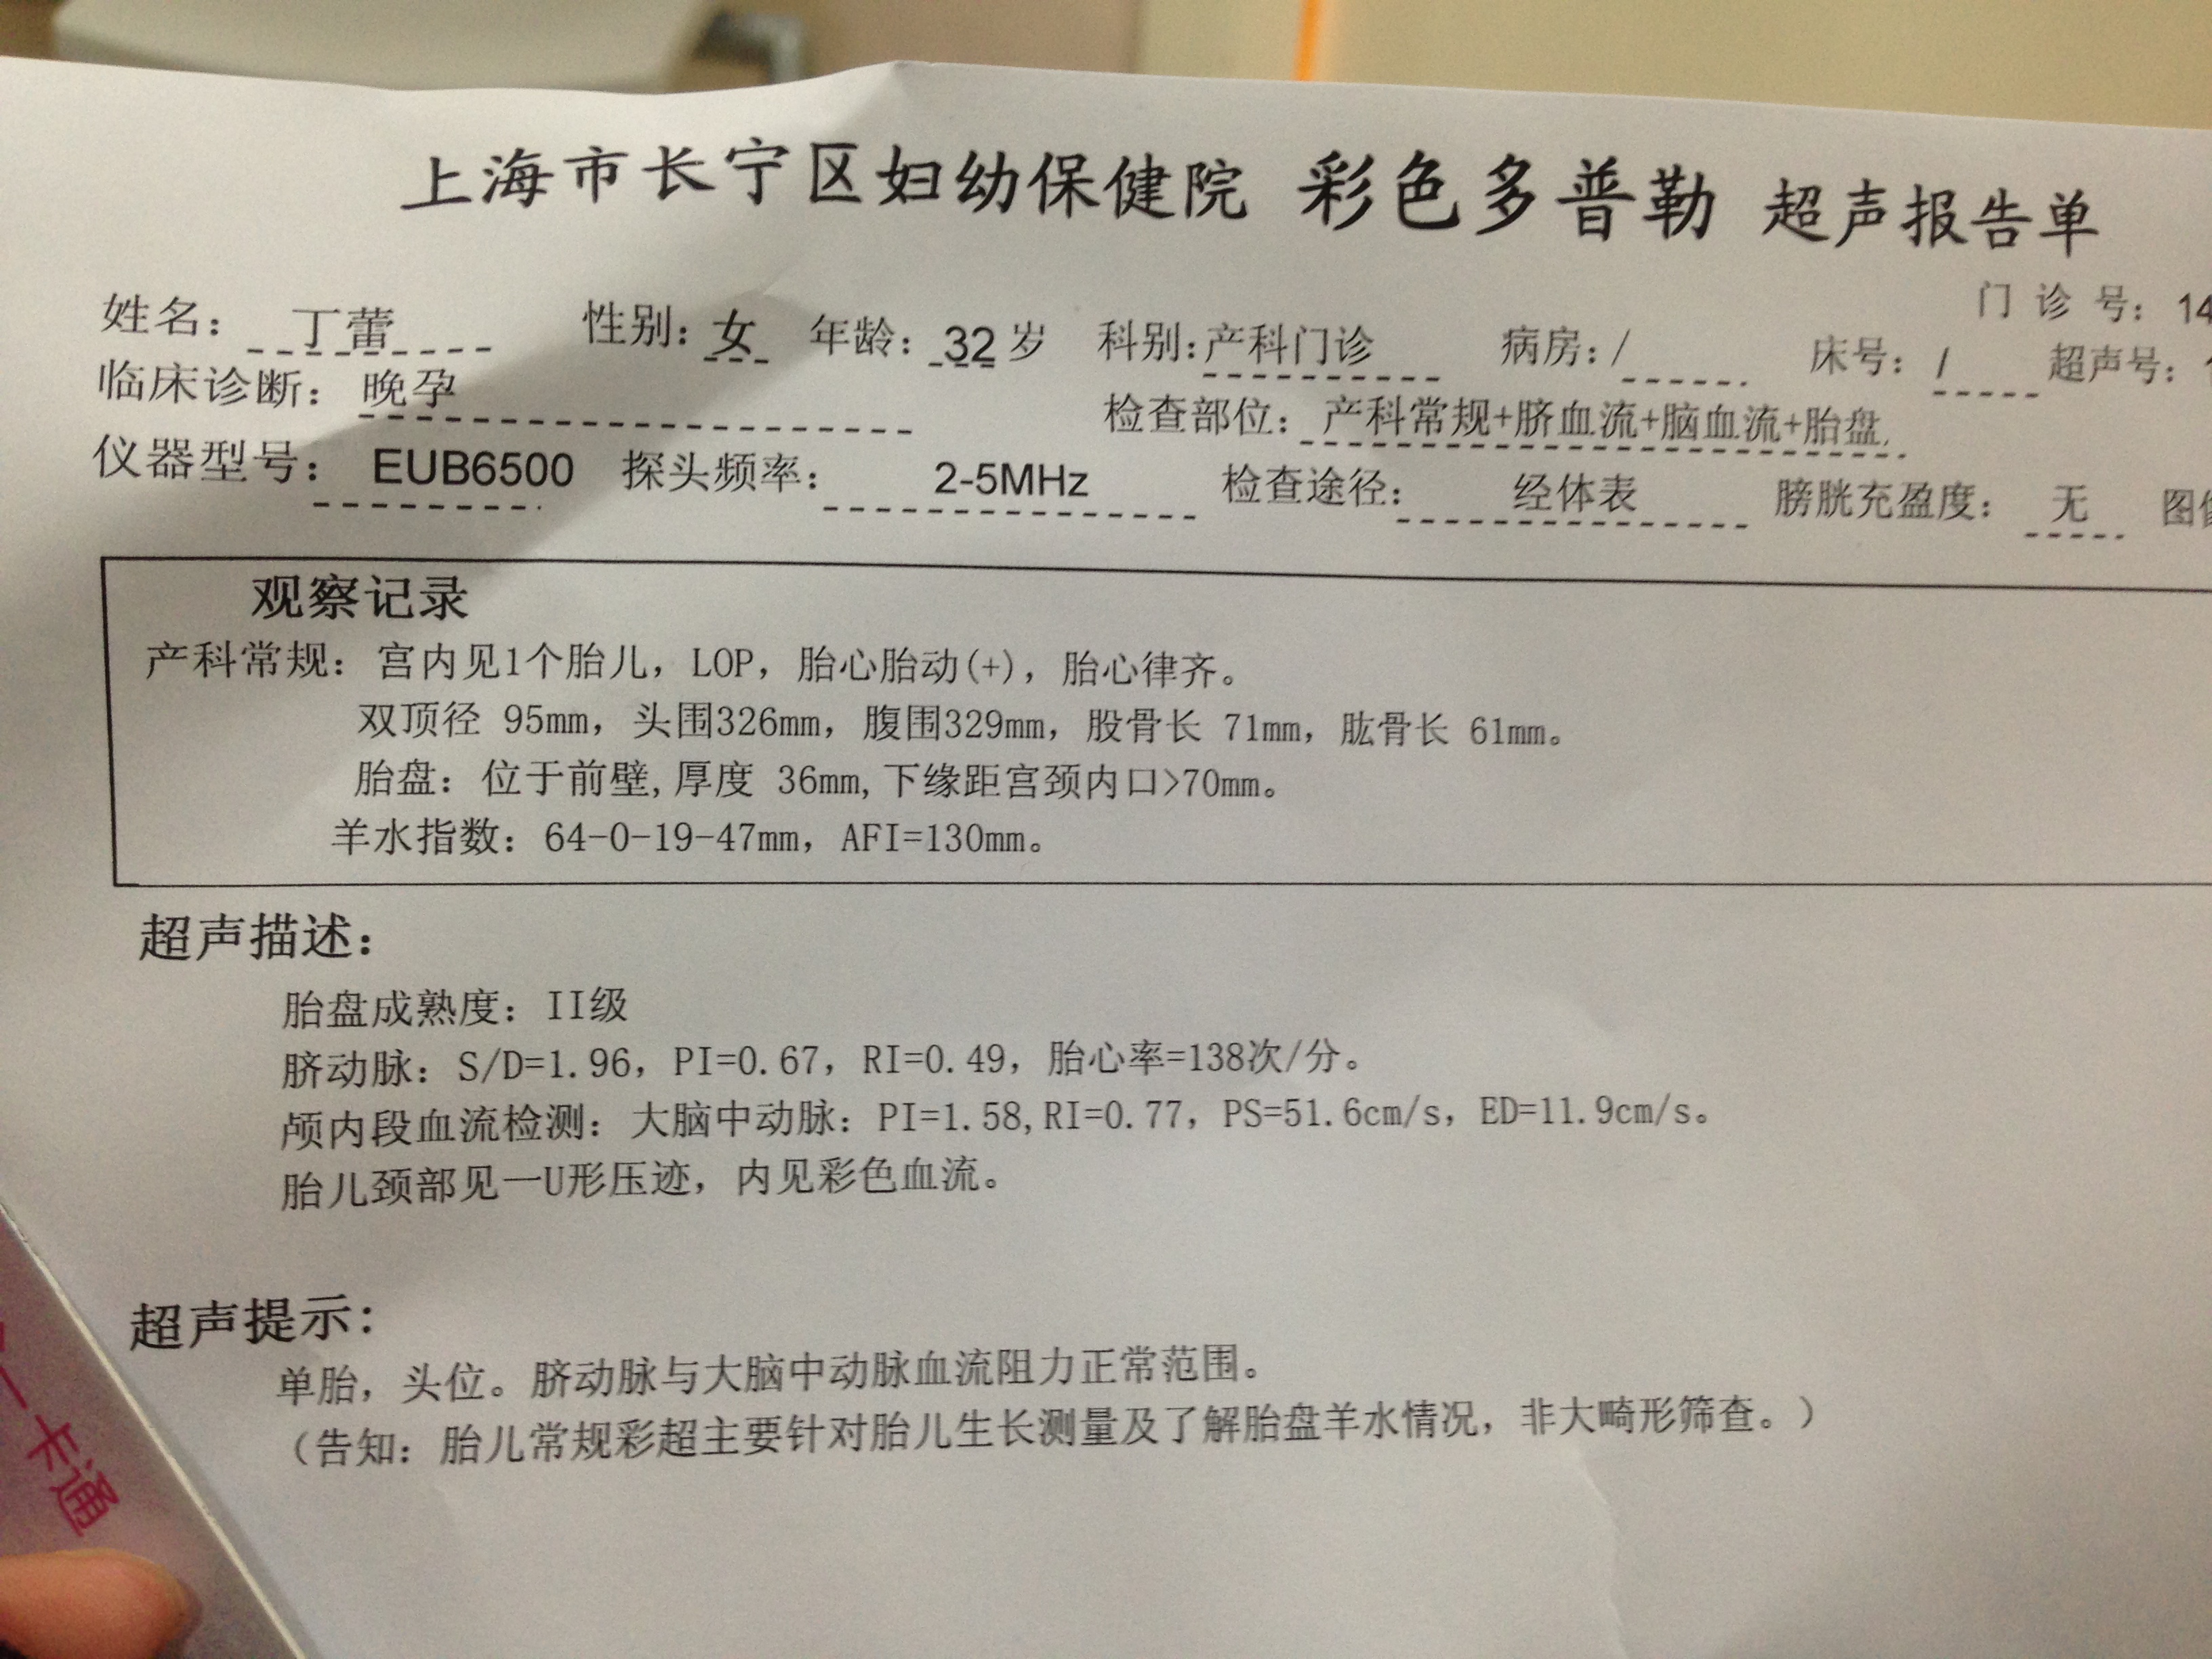 上海市长宁区妇幼保健院 彩色多普勒 超声报告单
门诊号：14
姓名：丁蕾 性别：女 年龄：32岁 科别：产科门诊 病房：/ 床号：/ 超声号：
临床诊断：晚孕 检查部位：产科常规+脐血流+脑血流+胎盘,
仪器型号：EUB6500 探头频率：2-5MHz 检查途径：经体表 膀胱充盈度：无 图
观察记录
产科常规：宫内见1个胎儿，LOP，胎心胎动(+)，胎心律齐。
双顶径 95mm，头围326mm，腹围329mm，股骨长 71mm，肱骨长 61mm。
胎盘：位于前壁,厚度 36mm,下缘距宫颈内口>70mm。
羊水指数：64-0-19-47mm，AFI=130mm。
超声描述：
胎盘成熟度：II级
脐动脉：S/D=1.96，PI=0.67，RI=0.49，胎心率=138次/分。
颅内段血流检测：大脑中动脉：PI=1.58,RI=0.77，PS=51.6cm/s，ED=11.9cm/s。
胎儿颈部见一U形压迹，内见彩色血流。
超声提示：
单胎，头位。脐动脉与大脑中动脉血流阻力正常范围。
（告知：胎儿常规彩超主要针对胎儿生长测量及了解胎盘羊水情况，非大畸形筛查。）
一卡通